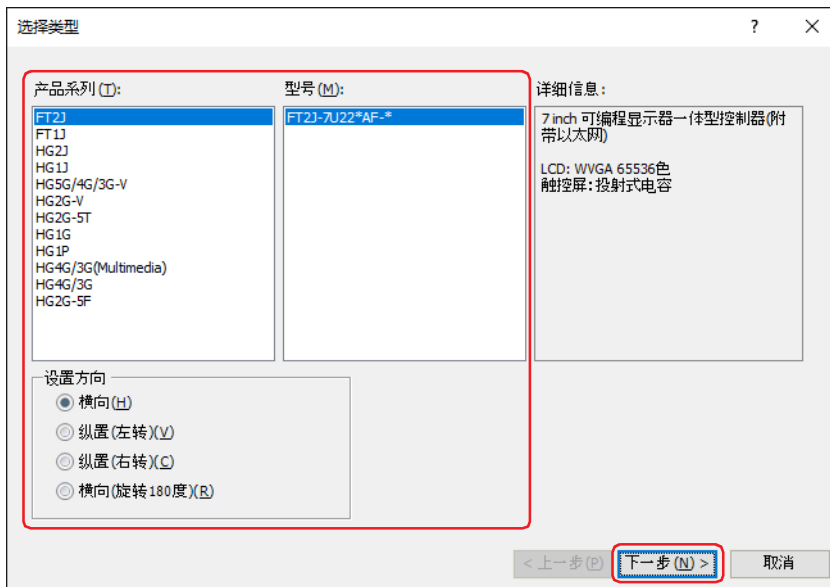 选择类型
?
产品系列(T):
FT2J
FT1J
HG2J
HG1J
HG5G/4G/3G-V
HG2G-V
HG2G-5T
HG1G
HG1P
HG4G/3G(Multimedia)
HG4G/3G
HG2G-5F
型号(M):
FT2J-7U22*AF-*
详细信息:
7 inch 可编程显示器一体型控制器(附
带以太网)
LCD: WVGA 65536色
触控屏:投射式电容
设置方向
横向(H)
纵置(左转)(V)
纵置(右转)(C)
横向(旋转180度)(R)
< 上一步(P)
下一步(N) >
取消